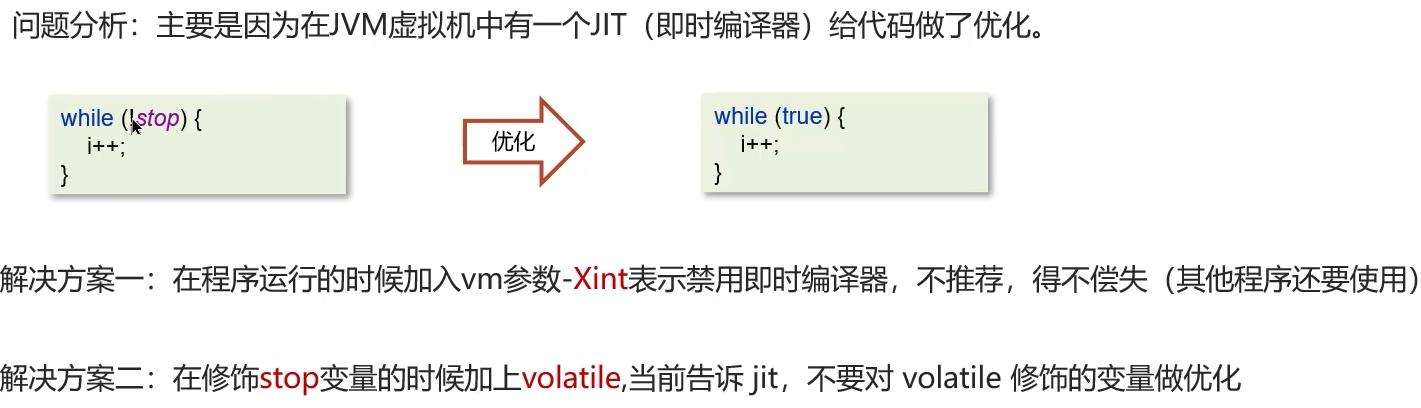 问题分析：主要是因为在JVM虚拟机中有一个JIT（即时编译器）给代码做了优化。
while (!stop) {
i++;
}
优化
while (true) {
i++;
}
解决方案一：在程序运行的时候加入vm参数-Xint表示禁用即时编译器，不推荐，得不偿失（其他程序还要使用）
解决方案二：在修饰stop变量的时候加上volatile,当前告诉 jit，不要对 volatile 修饰的变量做优化